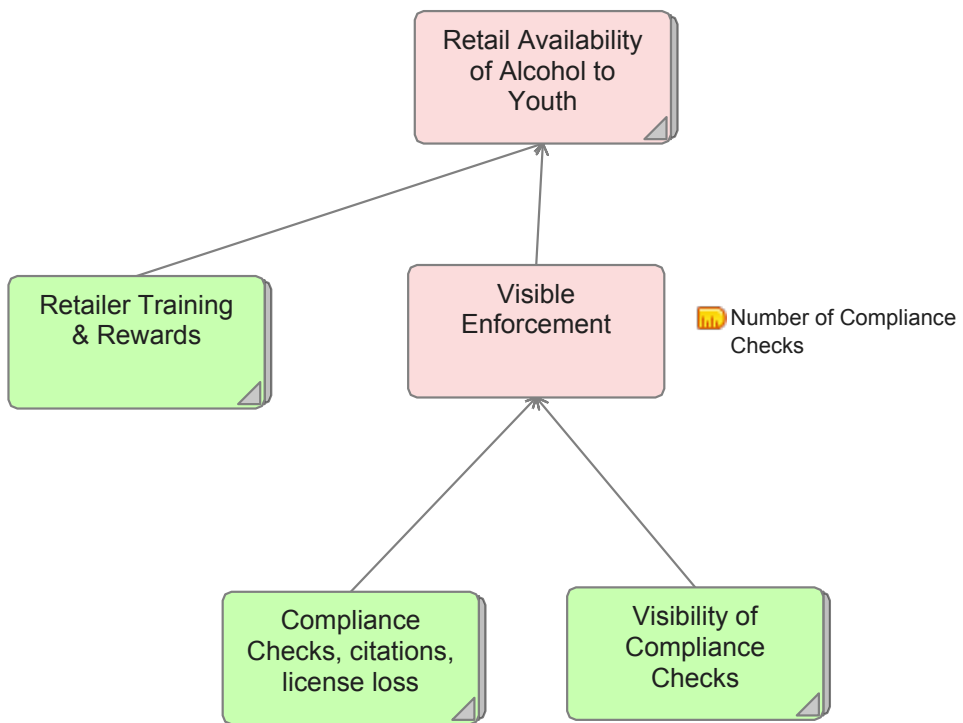 Retail Availability
of Alcohol to
Youth
Retailer Training
& Rewards
Visible
Enforcement
Number of Compliance
Checks
Compliance
Checks, citations,
license loss
Visibility of
Compliance
Checks